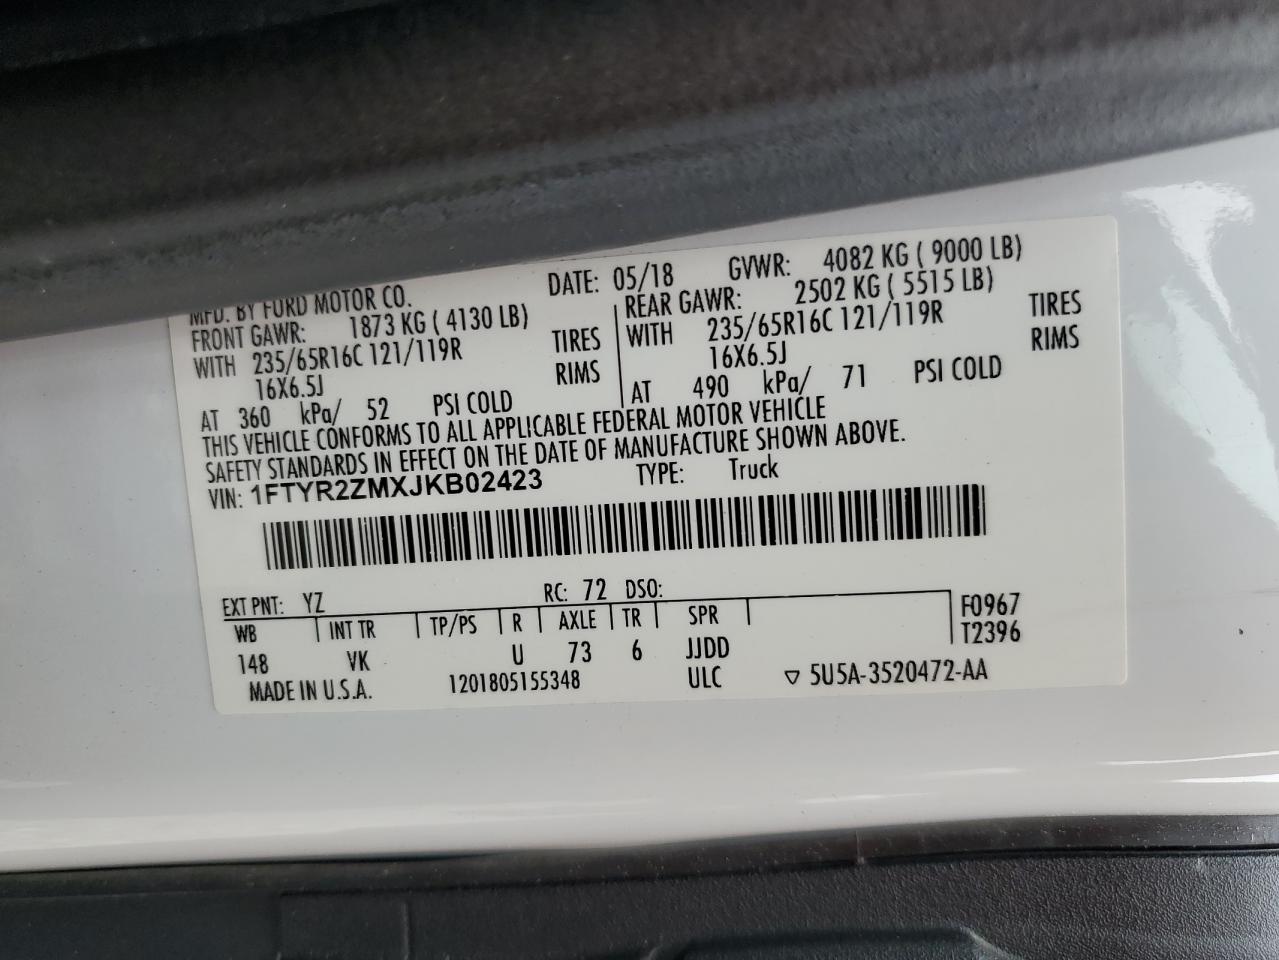 MFD. BY FORD MOTOR CO.
DATE: 05/18 GVWR: 4082 KG ( 9000 LB)
FRONT GAWR: 1873 KG ( 4130 LB)
WITH 235/65R16C 121/119R TIRES
16X6.5J RIMS
AT 360 kPa/ 52 PSI COLD
REAR GAWR: 2502 KG ( 5515 LB)
WITH 235/65R16C 121/119R TIRES
16X6.5J RIMS
AT 490 kPa/ 71 PSI COLD
THIS VEHICLE CONFORMS TO ALL APPLICABLE FEDERAL MOTOR VEHICLE
SAFETY STANDARDS IN EFFECT ON THE DATE OF MANUFACTURE SHOWN ABOVE.
VIN: 1FTYR2ZMXJKB02423 TYPE: Truck
EXT PNT: YZ RC: 72 DSO:
WB INT TR TP/PS R AXLE TR SPR F0967
T2396
148 VK U 73 6 JJDD
MADE IN U.S.A. 1201805155348 ULC ▽ 5U5A-3520472-AA